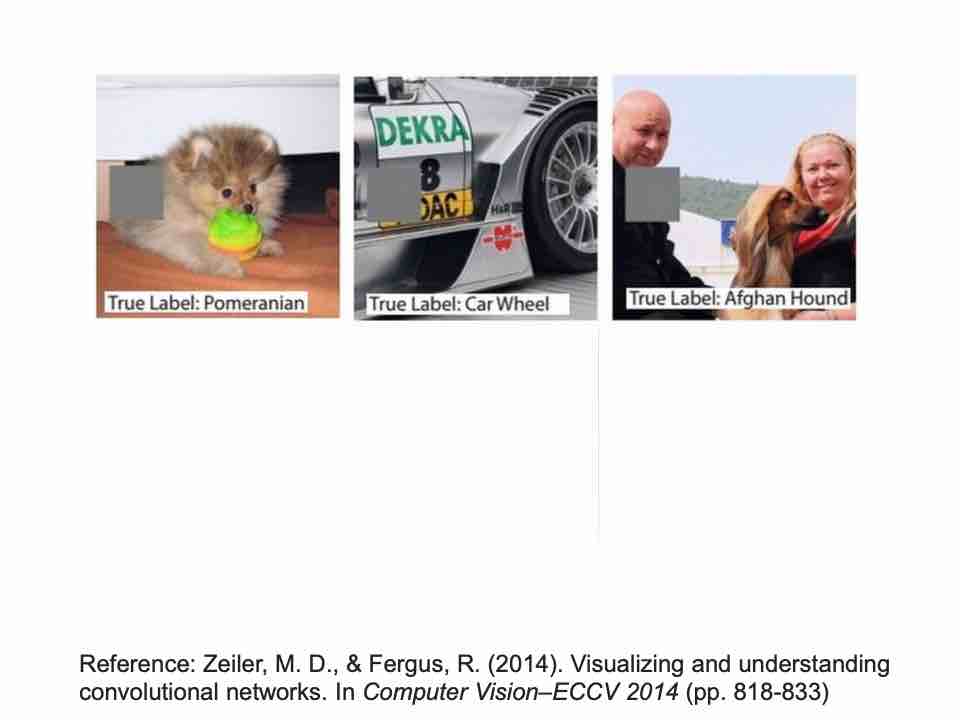 DEKRA
8
DAC
H&R
True Label: Pomeranian
True Label: Car Wheel
True Label: Afghan Hound
Reference: Zeiler, M. D., & Fergus, R. (2014). Visualizing and understanding
convolutional networks. In Computer Vision–ECCV 2014 (pp. 818-833)